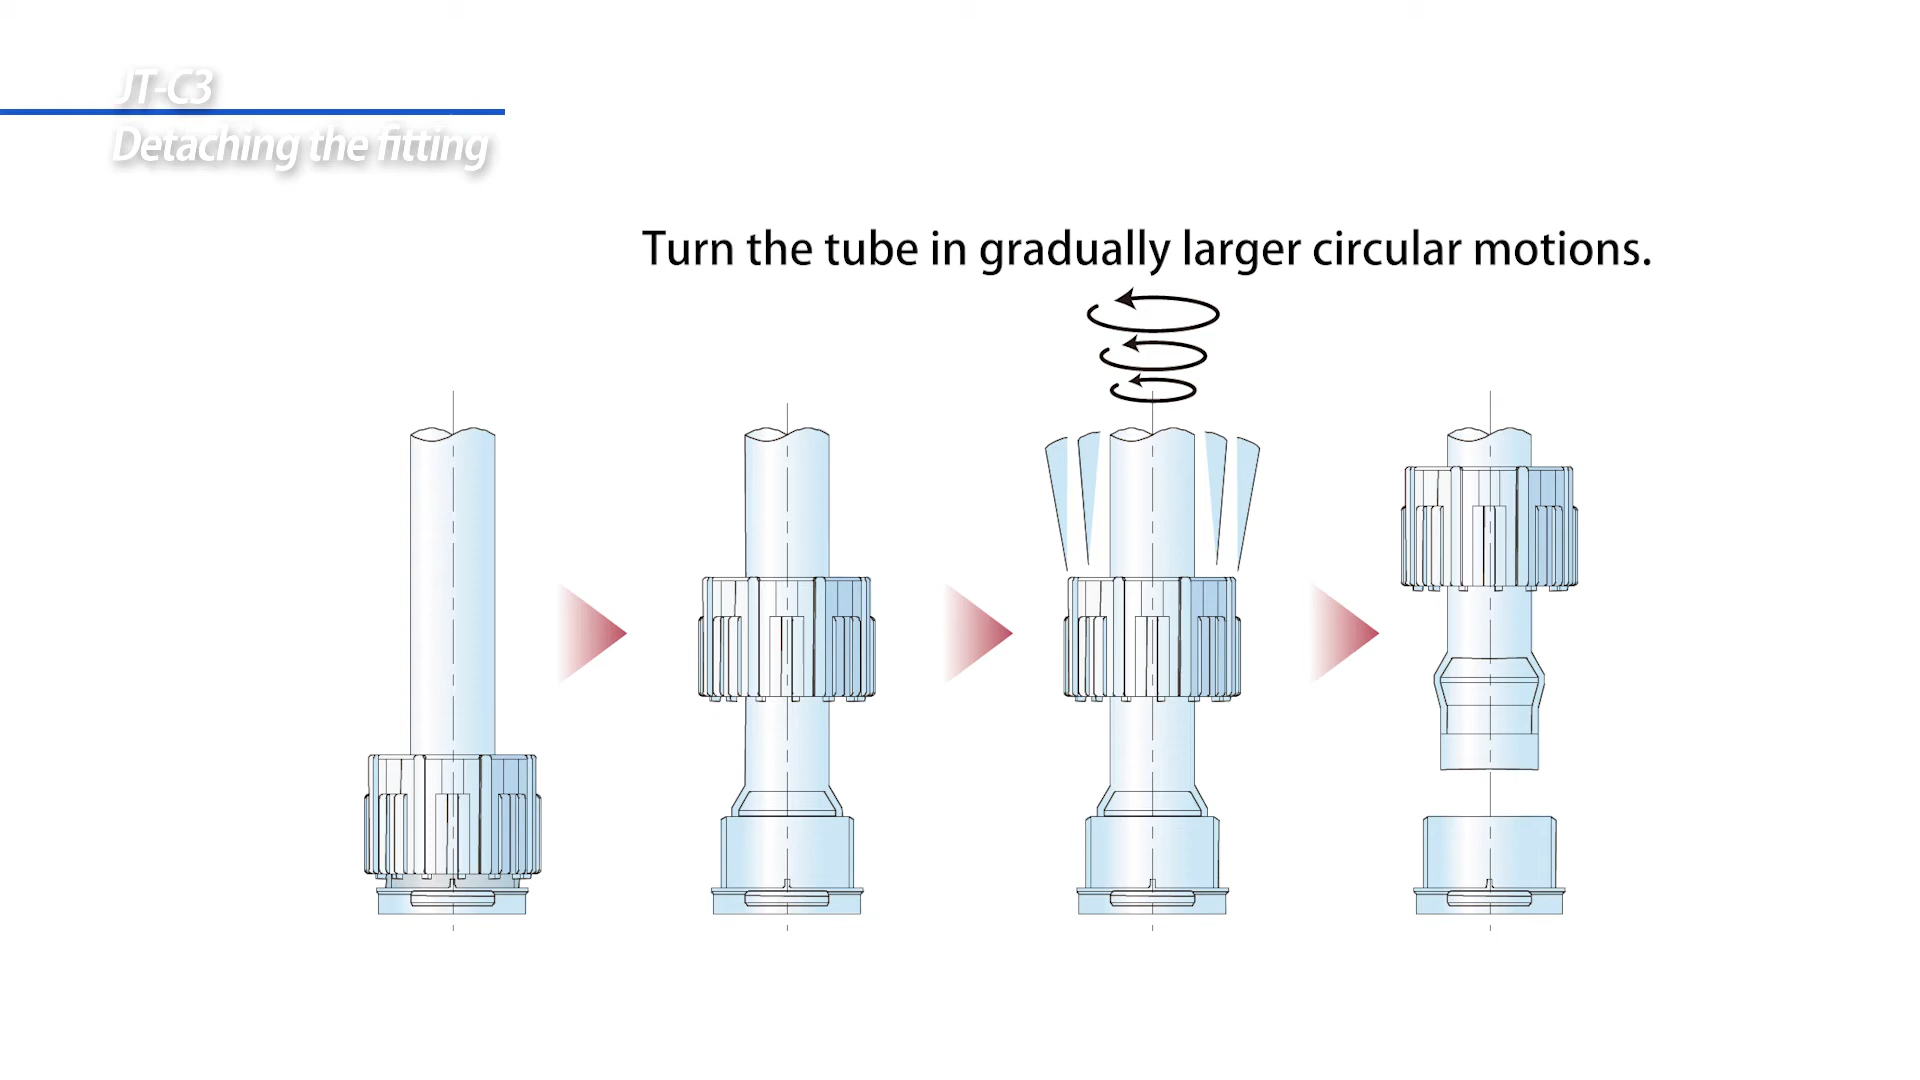 JT-C3
Detaching the fitting
Turn the tube in gradually larger circular motions.